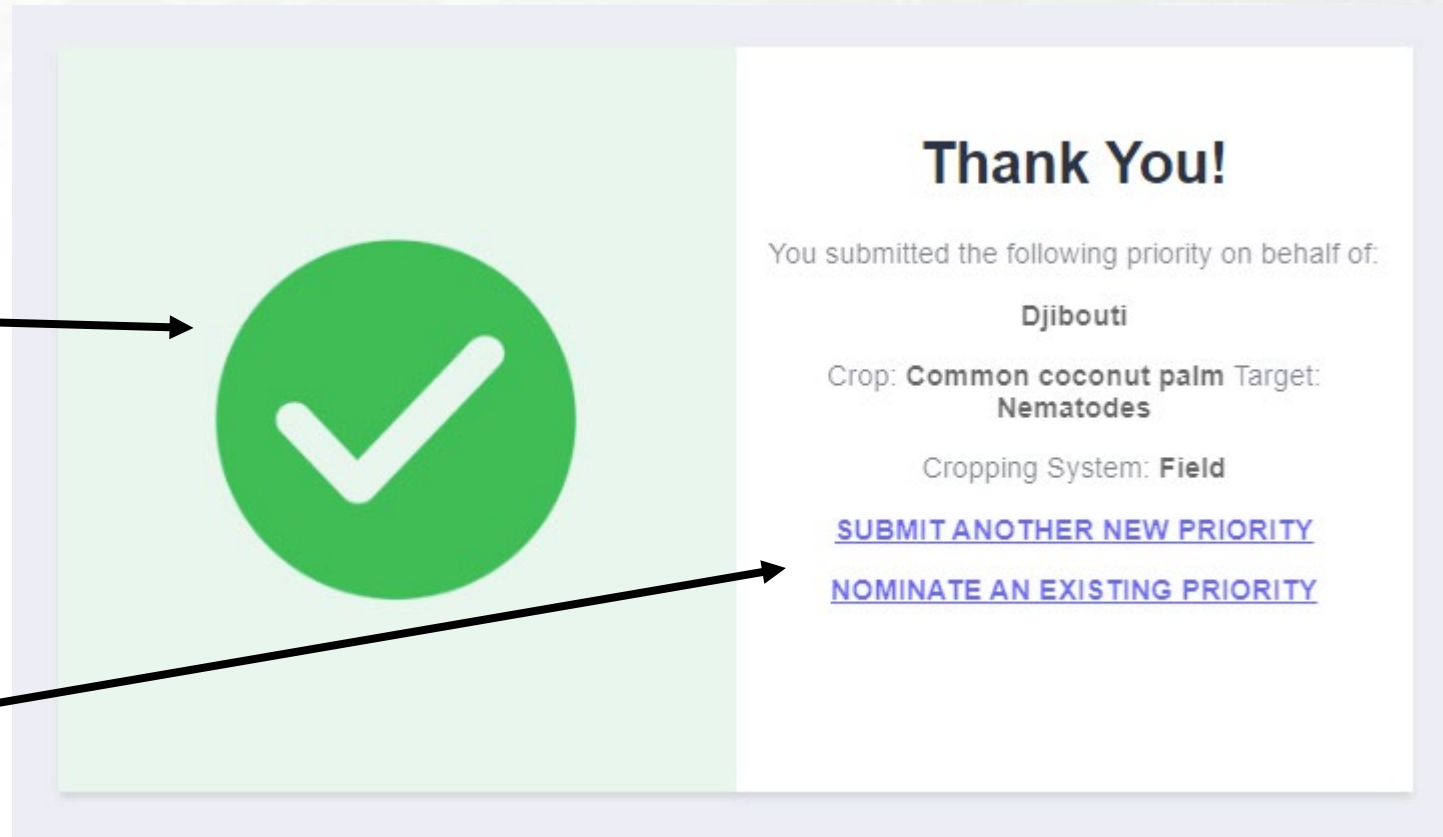 Thank You!
You submitted the following priority on behalf of:
Djibouti
Crop: Common coconut palm Target:
Nematodes
Cropping System: Field
SUBMIT ANOTHER NEW PRIORITY
NOMINATE AN EXISTING PRIORITY